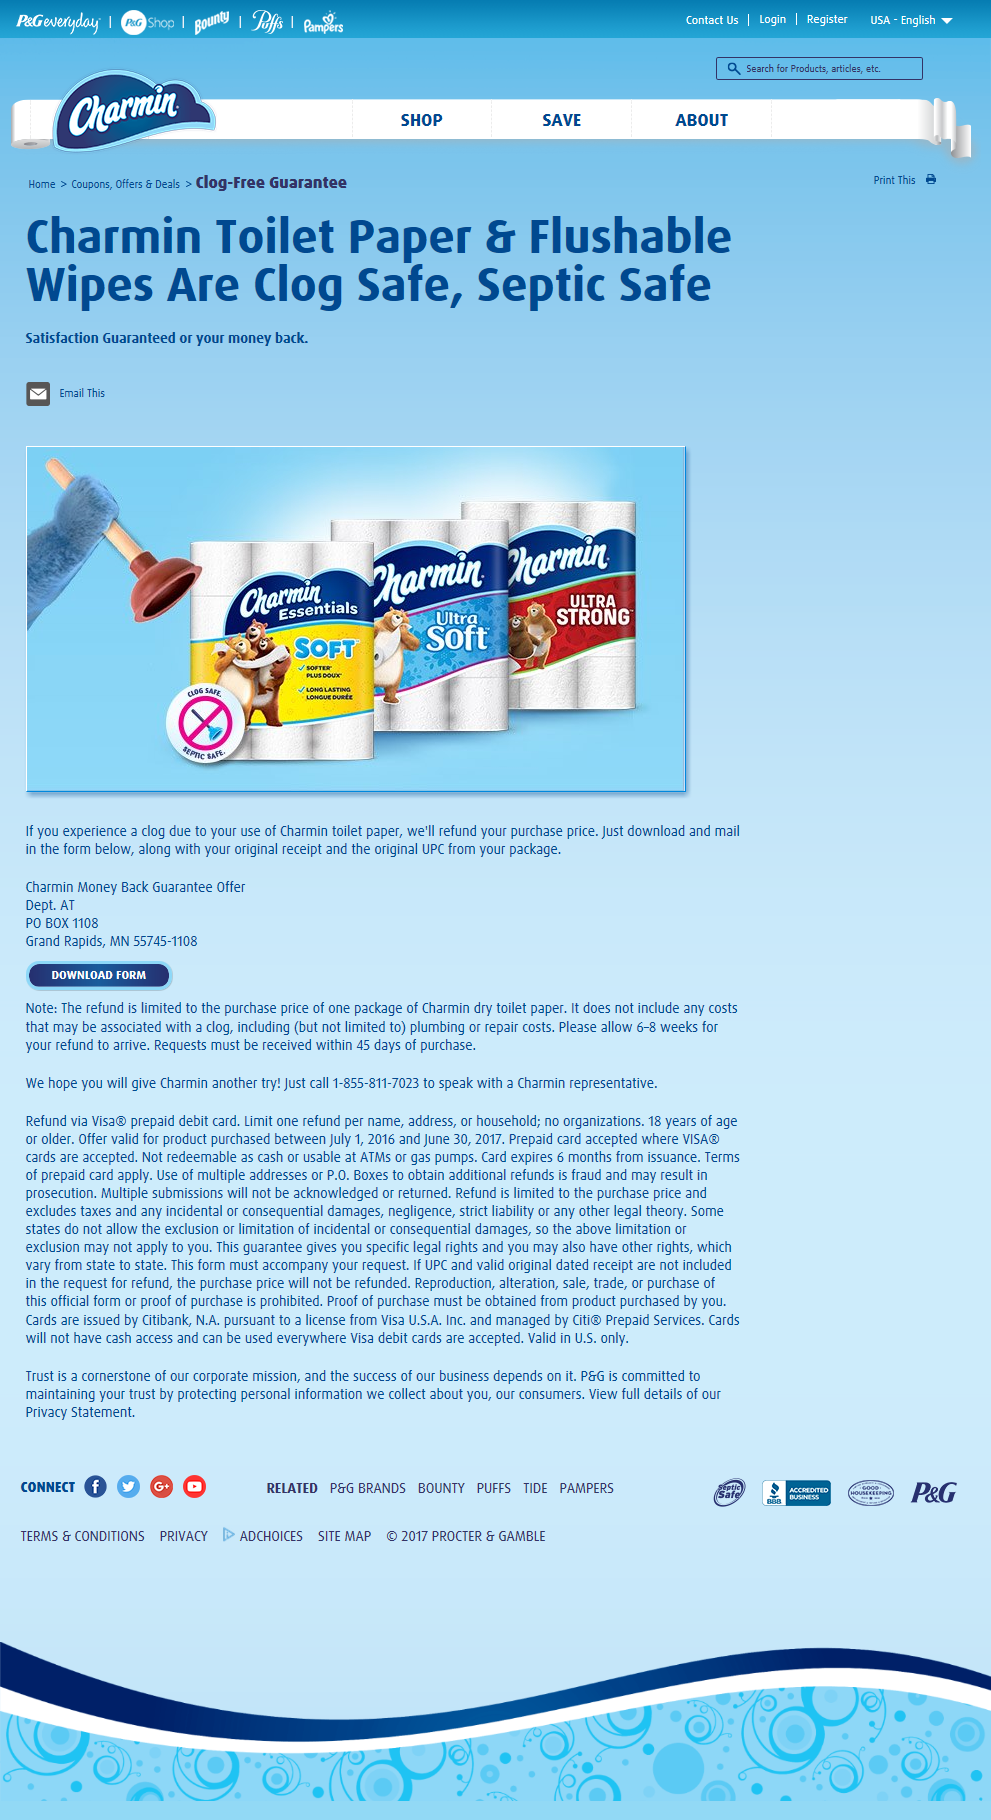 P&G everyday | P&G Shop | Bounty | Puffs | Pampers
Contact Us | Login | Register USA - English
Search for Products, articles, etc.
Charmin
SHOP SAVE ABOUT
Home > Coupons, Offers & Deals > Clog-Free Guarantee
Print This
Charmin Toilet Paper & Flushable
Wipes Are Clog Safe, Septic Safe
Satisfaction Guaranteed or your money back.
Email This
Charmin
Essentials
SOFT
SOFTER*
PLUS DOUX*
LONG LASTING
LONGUE DURÉE
Charmin
Ultra
Soft
Charmin
ULTRA
STRONG
CLOG SAFE.
SEPTIC SAFE.
If you experience a clog due to your use of Charmin toilet paper, we'll refund your purchase price. Just download and mail
in the form below, along with your original receipt and the original UPC from your package.
Charmin Money Back Guarantee Offer
Dept. AT
PO BOX 1108
Grand Rapids, MN 55745-1108
DOWNLOAD FORM
Note: The refund is limited to the purchase price of one package of Charmin dry toilet paper. It does not include any costs
that may be associated with a clog, including (but not limited to) plumbing or repair costs. Please allow 6–8 weeks for
your refund to arrive. Requests must be received within 45 days of purchase.
We hope you will give Charmin another try! Just call 1-855-811-7023 to speak with a Charmin representative.
Refund via Visa® prepaid debit card. Limit one refund per name, address, or household; no organizations. 18 years of age
or older. Offer valid for product purchased between July 1, 2016 and June 30, 2017. Prepaid card accepted where VISA®
cards are accepted. Not redeemable as cash or usable at ATMs or gas pumps. Card expires 6 months from issuance. Terms
of prepaid card apply. Use of multiple addresses or P.O. Boxes to obtain additional refunds is fraud and may result in
prosecution. Multiple submissions will not be acknowledged or returned. Refund is limited to the purchase price and
excludes taxes and any incidental or consequential damages, negligence, strict liability or any other legal theory. Some
states do not allow the exclusion or limitation of incidental or consequential damages, so the above limitation or
exclusion may not apply to you. This guarantee gives you specific legal rights and you may also have other rights, which
vary from state to state. This form must accompany your request. If UPC and valid original dated receipt are not included
in the request for refund, the purchase price will not be refunded. Reproduction, alteration, sale, trade, or purchase of
this official form or proof of purchase is prohibited. Proof of purchase must be obtained from product purchased by you.
Cards are issued by Citibank, N.A. pursuant to a license from Visa U.S.A. Inc. and managed by Citi® Prepaid Services. Cards
will not have cash access and can be used everywhere Visa debit cards are accepted. Valid in U.S. only.
Trust is a cornerstone of our corporate mission, and the success of our business depends on it. P&G is committed to
maintaining your trust by protecting personal information we collect about you, our consumers. View full details of our
Privacy Statement.
CONNECT
RELATED P&G BRANDS BOUNTY PUFFS TIDE PAMPERS
Septic Safe
BBB ACCREDITED BUSINESS
GOOD HOUSEKEEPING
P&G
TERMS & CONDITIONS PRIVACY ADCHOICES SITE MAP © 2017 PROCTER & GAMBLE